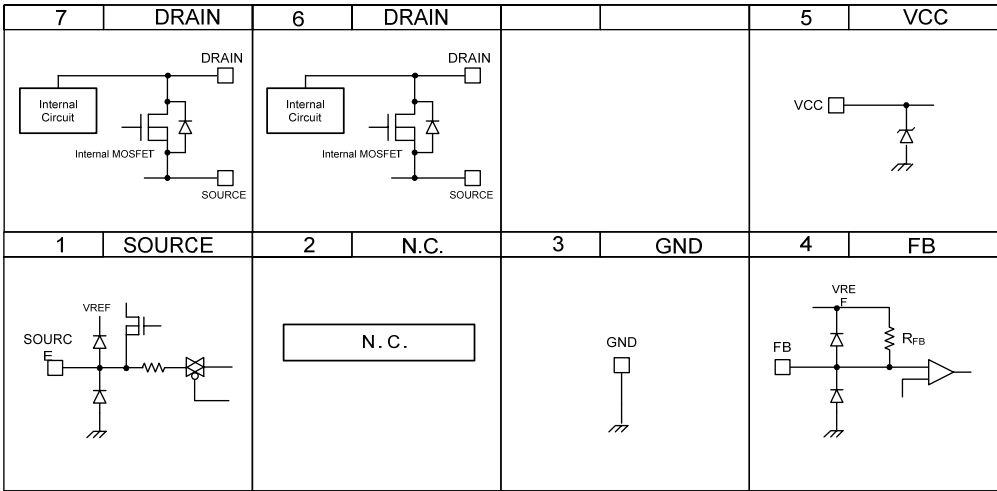 7 DRAIN 6 DRAIN 5 VCC
DRAIN
Internal
Circuit
Internal MOSFET
SOURCE
DRAIN
Internal
Circuit
Internal MOSFET
SOURCE
VCC
1 SOURCE 2 N.C. 3 GND 4 FB
VREF
SOURC
E
N.C.
GND
VRE
F
FB
RFB